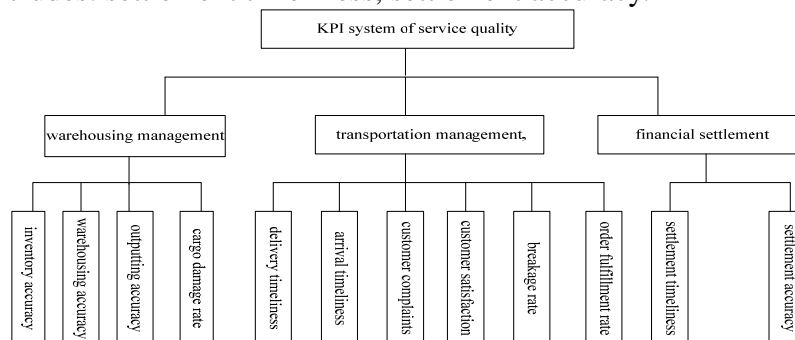 KPI system of service quality
warehousing management
transportation management,
financial settlement
inventory accuracy
warehousing accuracy
outputting accuracy
cargo damage rate
delivery timeliness
arrival timeliness
customer complaints
customer satisfaction
breakage rate
order fulfillment rate
settlement timeliness
settlement accuracy